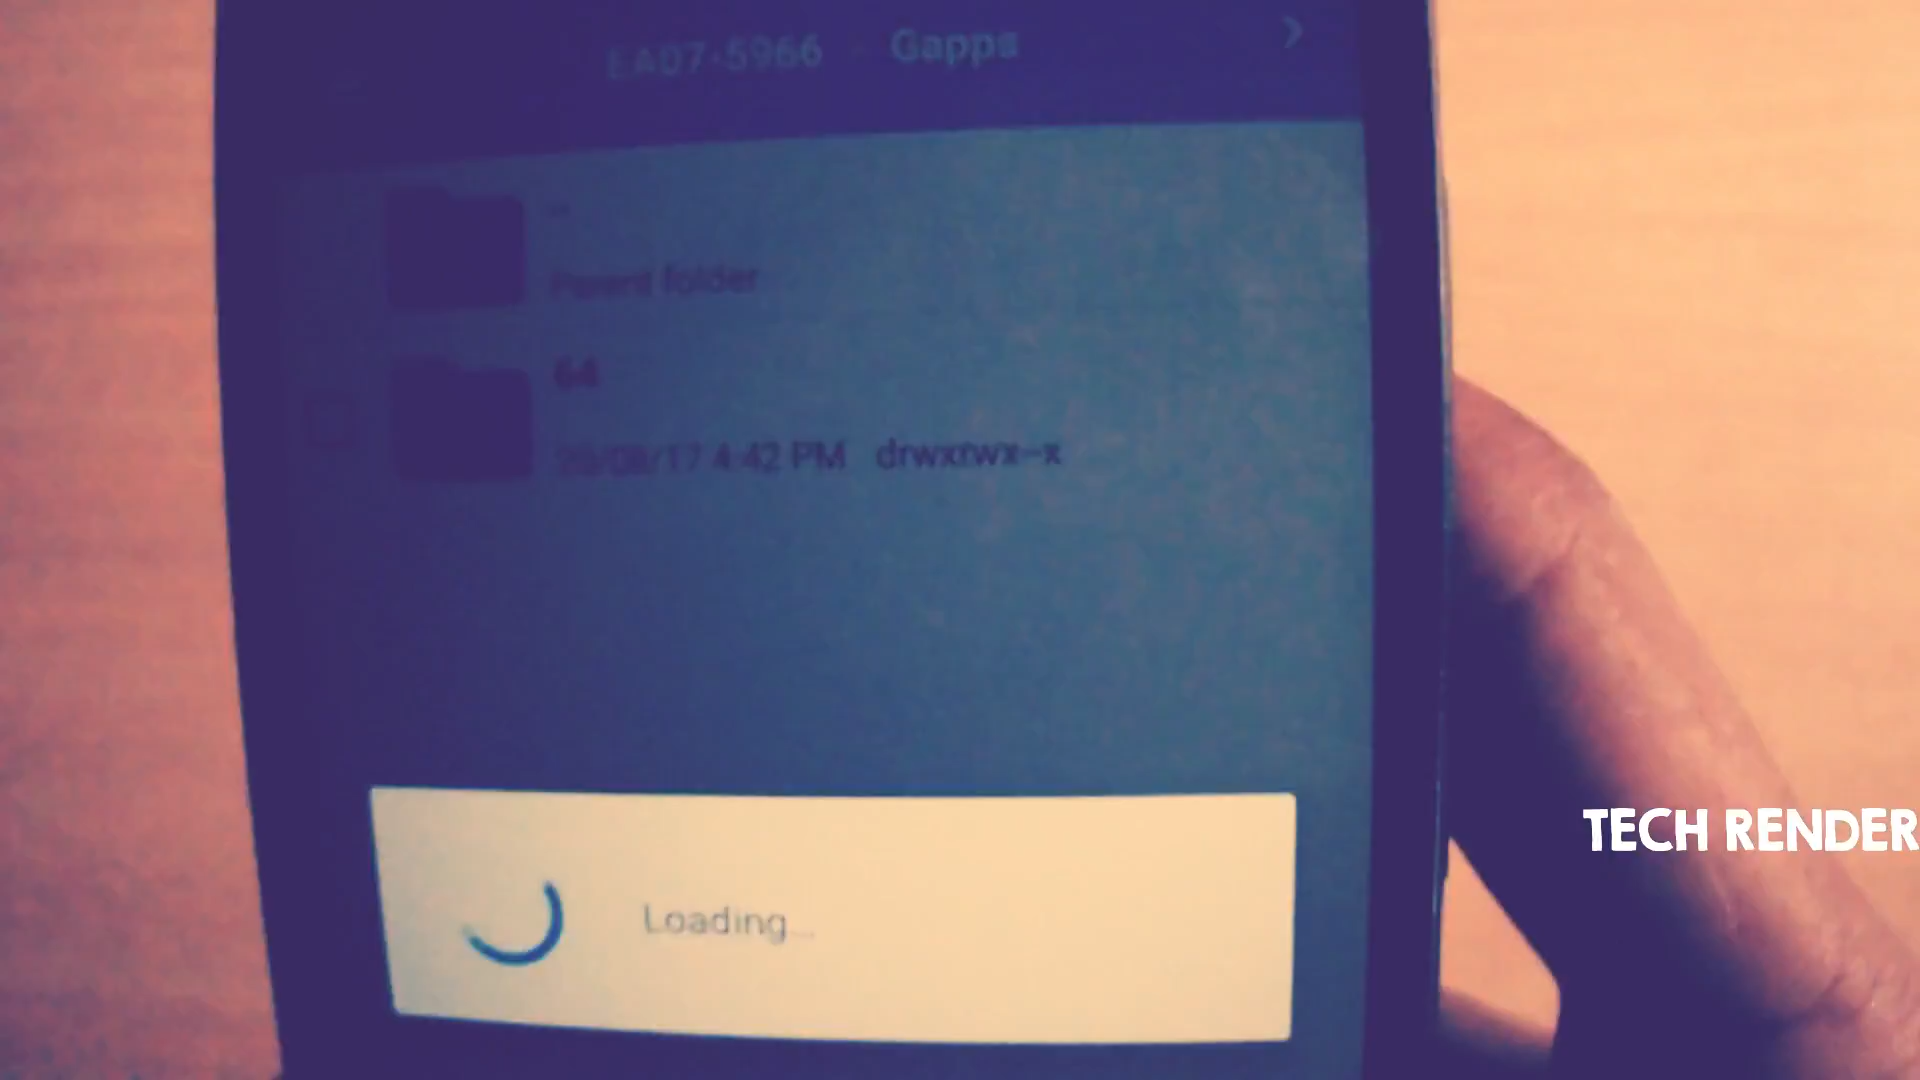 EA07-5966 Gapps >
..
Parent folder
64
4:42 PM drwxrwx--x
Loading...
TECH RENDER